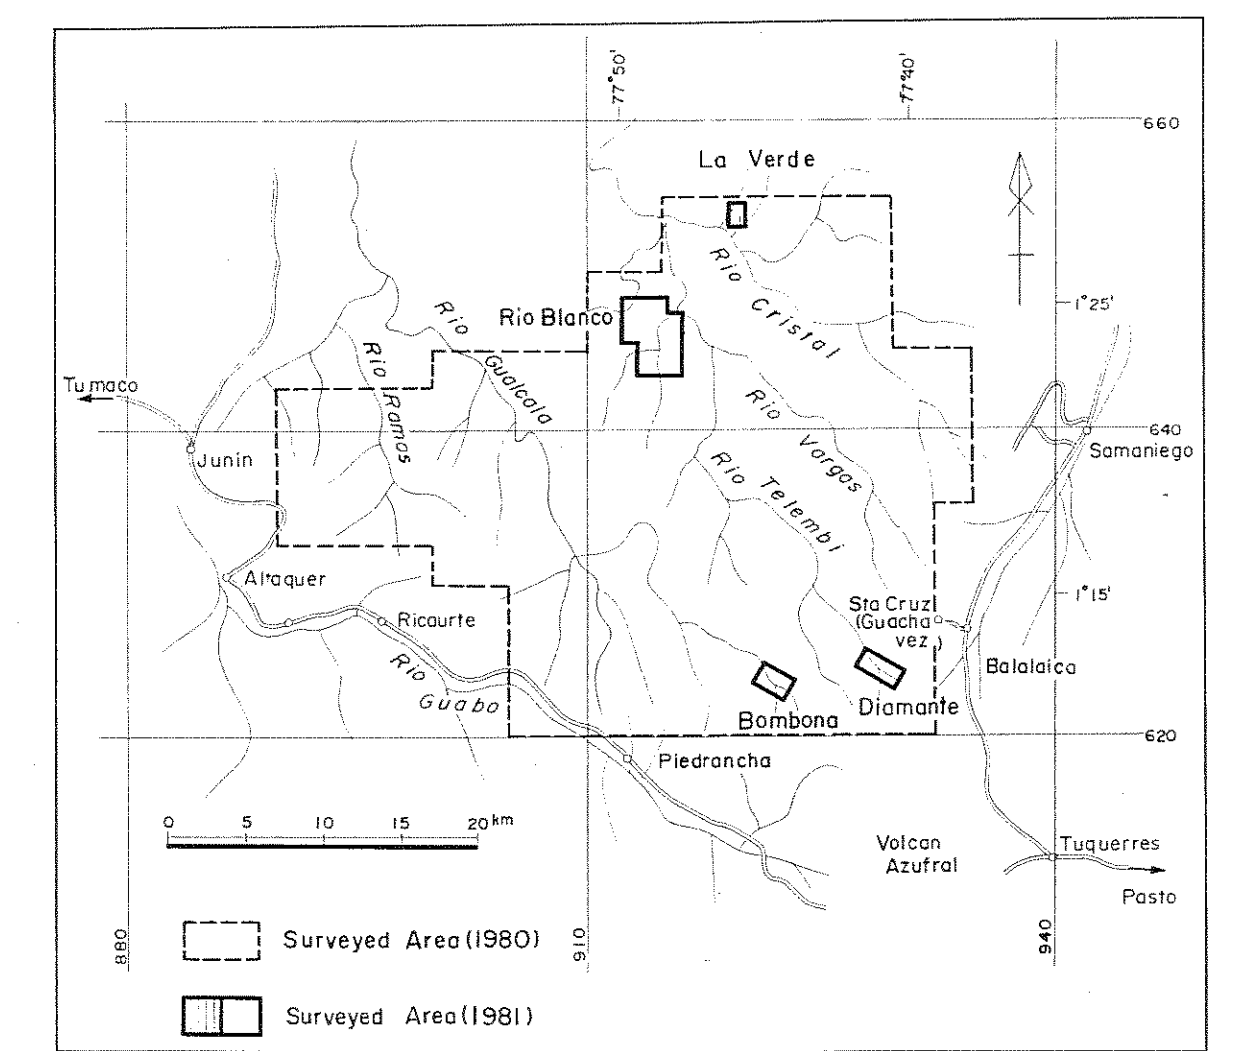 77°50'
77°40'
660
La Verde
Rio Cristal
1°25'
Rio Blanco
Rio Gualcala
Rio Ramos
Tumaco
Rio Vargas
640
Samaniego
Junin
Rio Telembi
Altaquer
Sta Cruz
(Guacha
vez )
1°15'
Ricaurte
Balalaica
Rio Guabo
Diamante
Bombona
620
Piedrancha
0 5 10 15 20 km
Volcan
Azufral
Tuquerres
Pasto
880
910
940
Surveyed Area (1980)
Surveyed Area (1981)